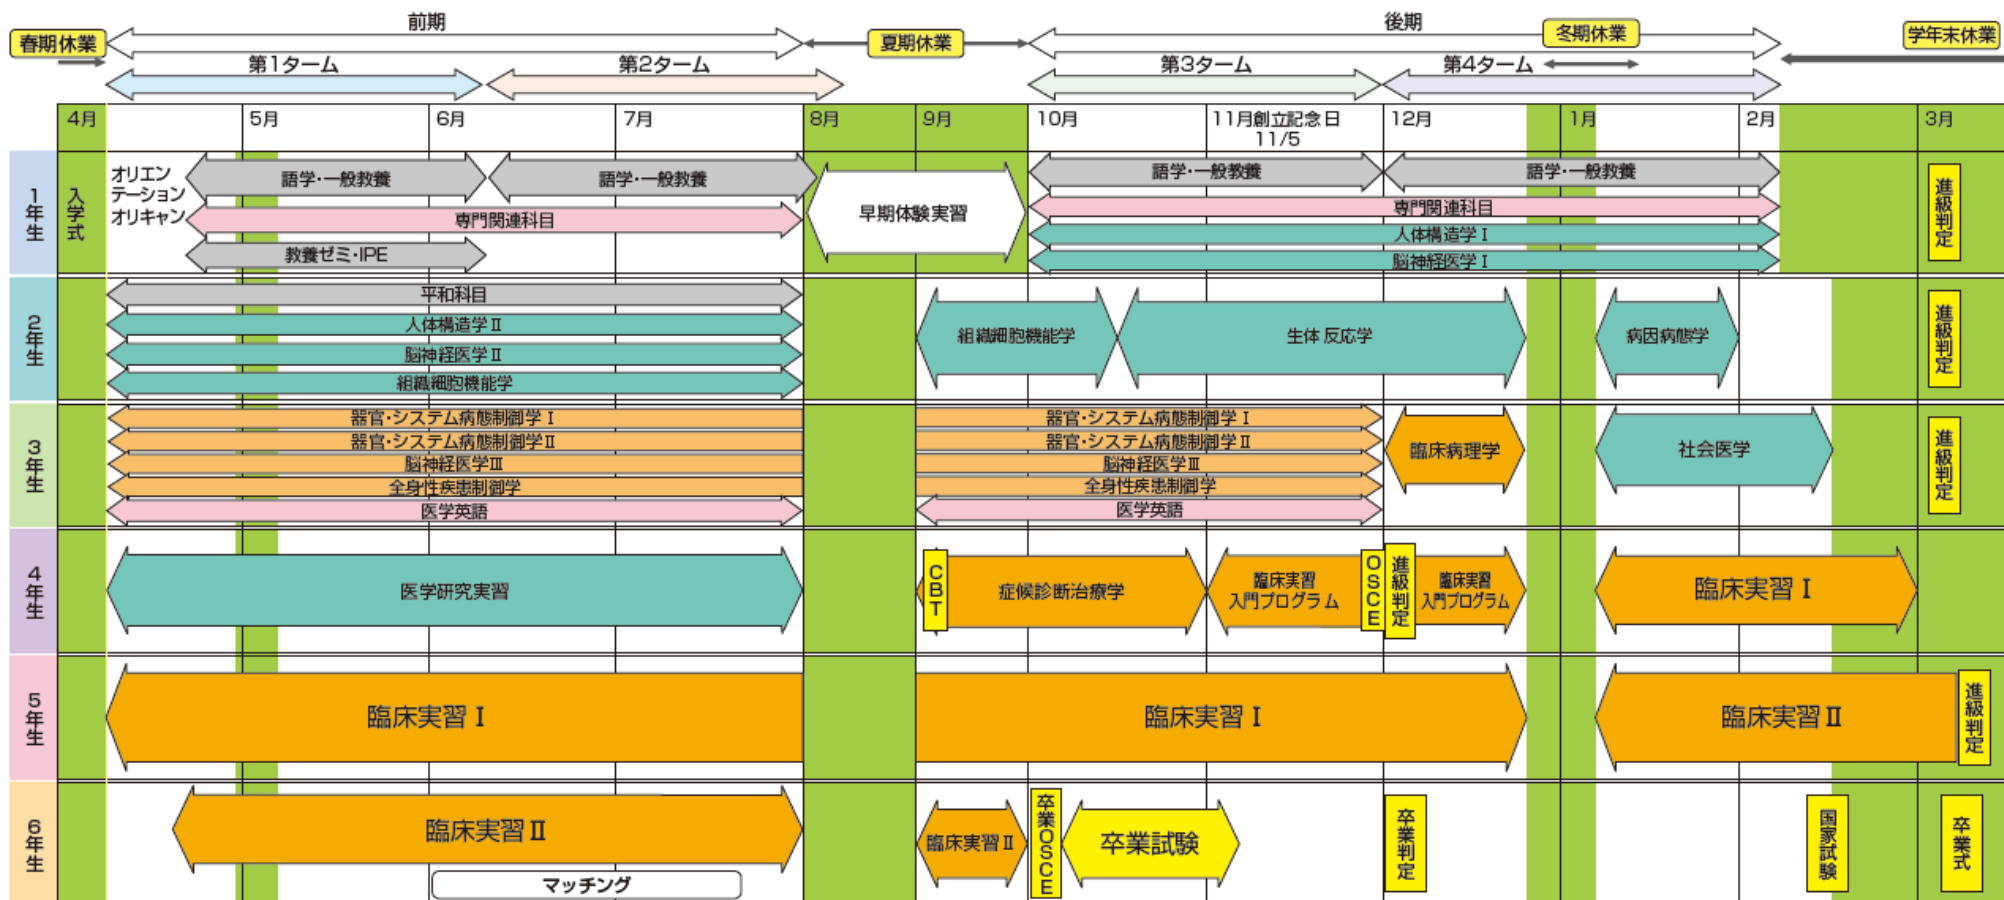 前期
後期
春期休業
夏期休業
冬期休業
学年末休業
第1ターム
第2ターム
第3ターム
第4ターム
4月
5月
6月
7月
8月
9月
10月
11月創立記念日
11/5
12月
1月
2月
3月
1年生
入学式
オリエン
テーション
オリキャン
語学・一般教養
語学・一般教養
専門関連科目
教養ゼミ・IPE
早期体験実習
語学・一般教養
語学・一般教養
専門関連科目
人体構造学Ⅰ
脳神経医学Ⅰ
進級判定
2年生
平和科目
人体構造学Ⅱ
脳神経医学Ⅱ
組織細胞機能学
組織細胞機能学
生体反応学
病因病態学
進級判定
3年生
器官・システム病態制御学Ⅰ
器官・システム病態制御学Ⅱ
脳神経医学Ⅲ
全身性疾患制御学
医学英語
器官・システム病態制御学Ⅰ
器官・システム病態制御学Ⅱ
脳神経医学Ⅲ
全身性疾患制御学
医学英語
臨床病理学
社会医学
進級判定
4年生
医学研究実習
CBT
症候診断治療学
臨床実習
入門プログラム
OSCE
進級判定
臨床実習
入門プログラム
臨床実習Ⅰ
5年生
臨床実習Ⅰ
臨床実習Ⅰ
臨床実習Ⅱ
進級判定
6年生
臨床実習Ⅱ
マッチング
臨床実習Ⅱ
卒業OSCE
卒業試験
卒業判定
国家試験
卒業式